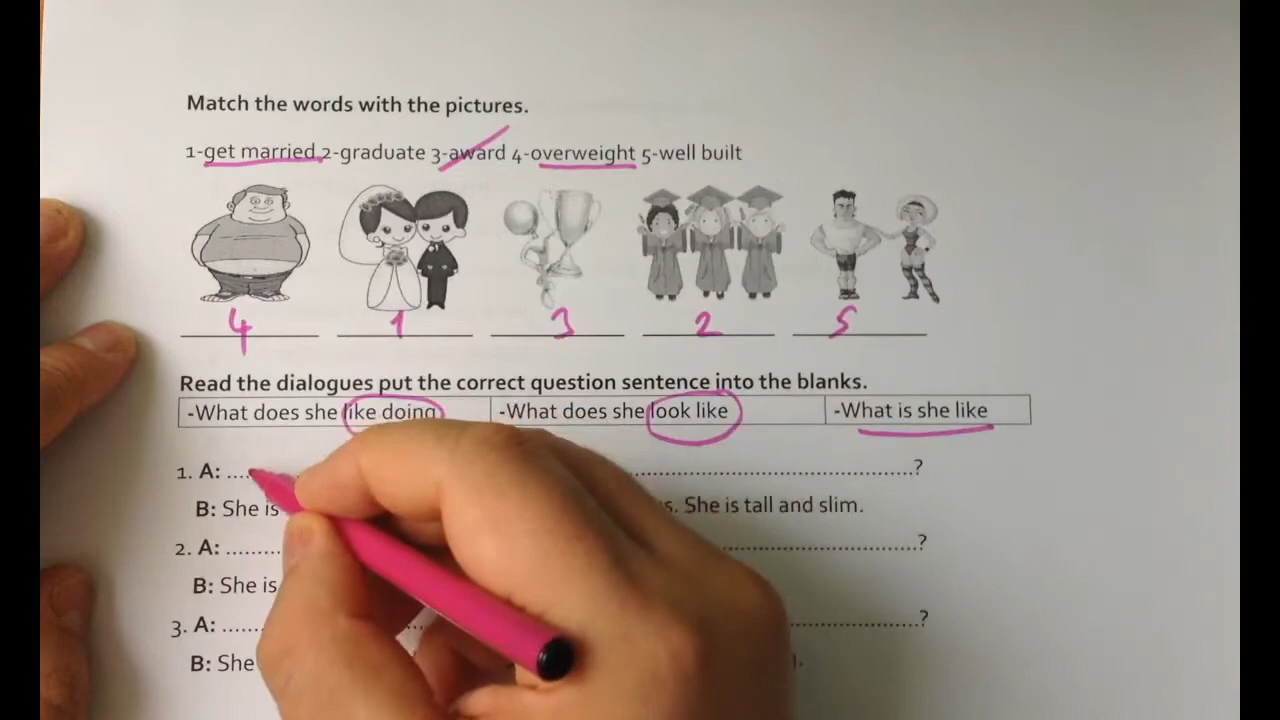 Match the words with the pictures.
1-get married 2-graduate 3-award 4-overweight 5-well built
4 1 3 2 5
Read the dialogues put the correct question sentence into the blanks.
-What does she like doing -What does she look like -What is she like
1. A: .... ..............................................?
B: She is s. She is tall and slim.
2. A: ......... ................................?
B: She is
3. A: ...... ......................?
B: She